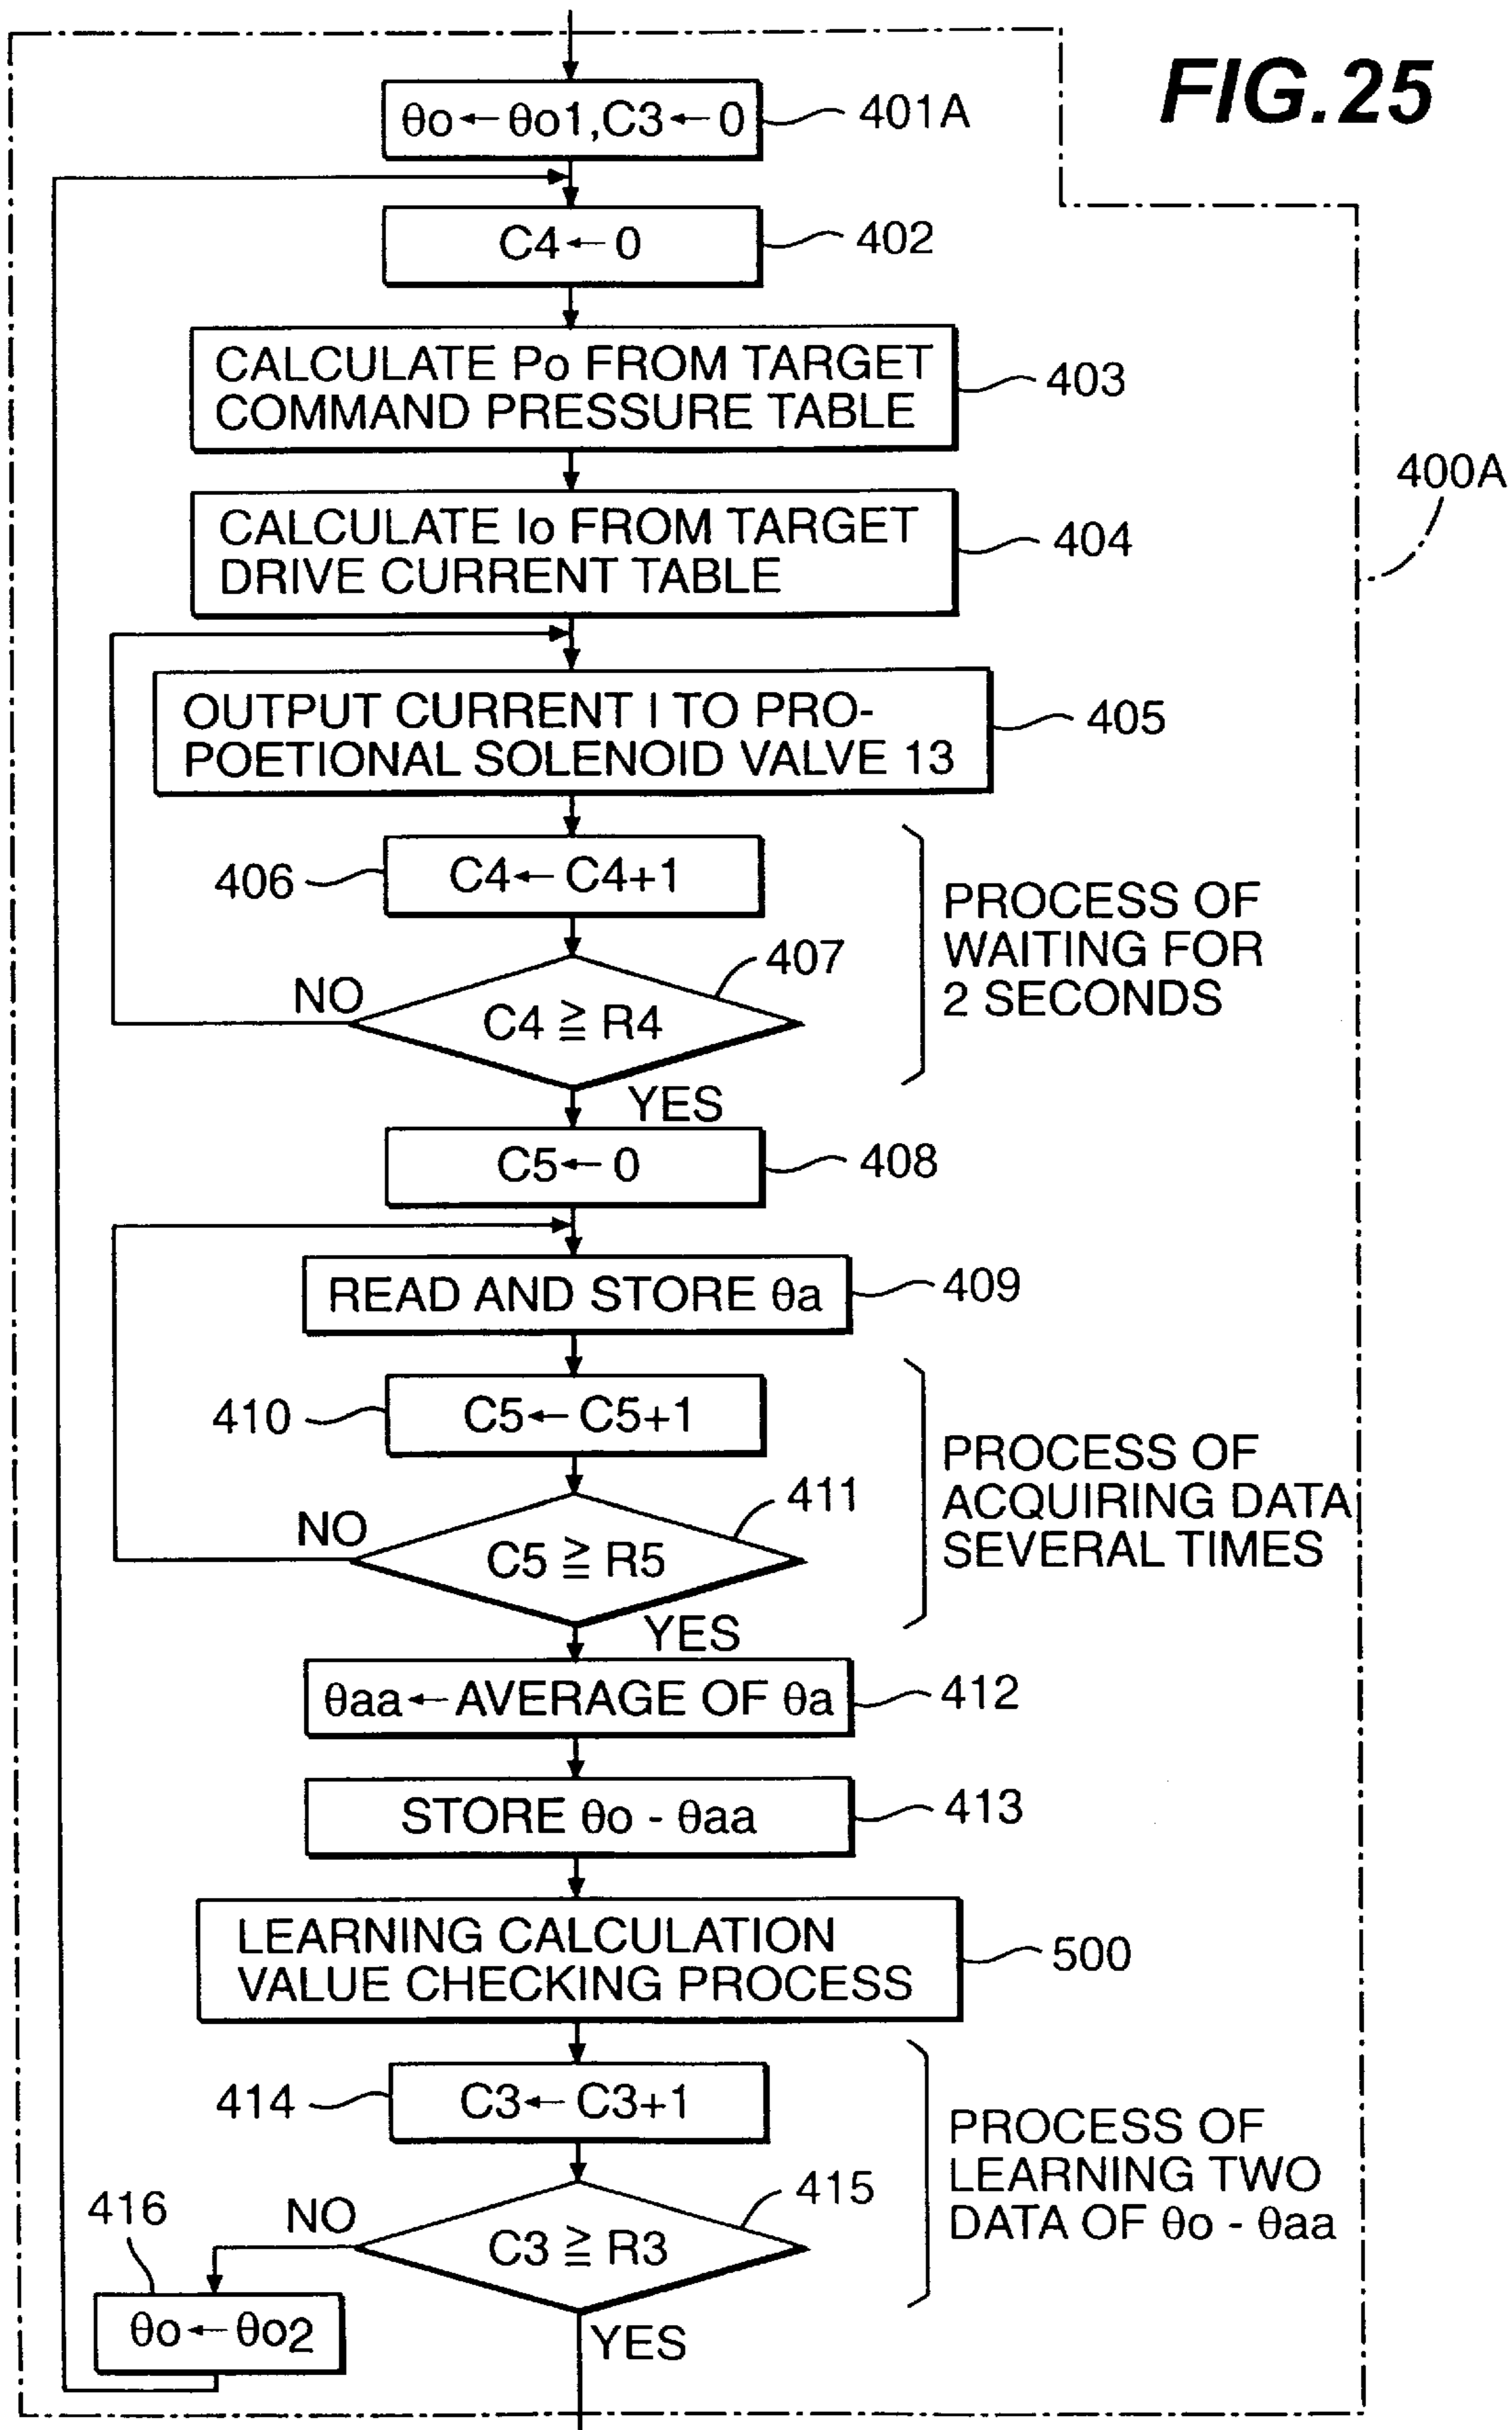 FIG.25
θo←θo1,C3←0
401A
C4←0
402
CALCULATE Po FROM TARGET
COMMAND PRESSURE TABLE
403
400A
CALCULATE Io FROM TARGET
DRIVE CURRENT TABLE
404
OUTPUT CURRENT I TO PRO-
POETIONAL SOLENOID VALVE 13
405
406
C4←C4+1
PROCESS OF
WAITING FOR
2 SECONDS
407
NO
C4 ≧ R4
YES
C5←0
408
READ AND STORE θa
409
410
C5←C5+1
PROCESS OF
ACQUIRING DATA
SEVERAL TIMES
411
NO
C5 ≧ R5
YES
θaa←AVERAGE OF θa
412
STORE θo - θaa
413
LEARNING CALCULATION
VALUE CHECKING PROCESS
500
414
C3←C3+1
PROCESS OF
LEARNING TWO
DATA OF θo - θaa
415
416
NO
C3 ≧ R3
θo←θo2
YES